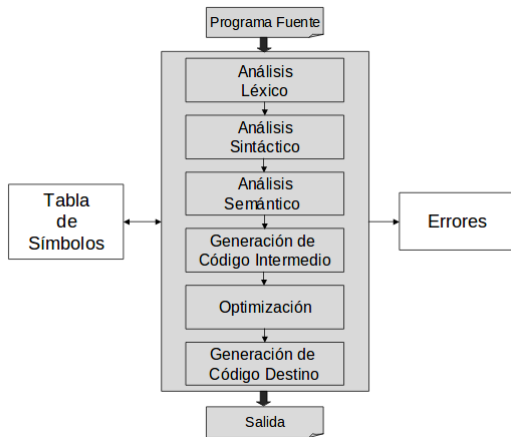 Programa Fuente
Análisis
Léxico
Análisis
Sintáctico
Análisis
Semántico
Generación de
Código Intermedio
Optimización
Generación de
Código Destino
Salida
Tabla
de
Símbolos
Errores